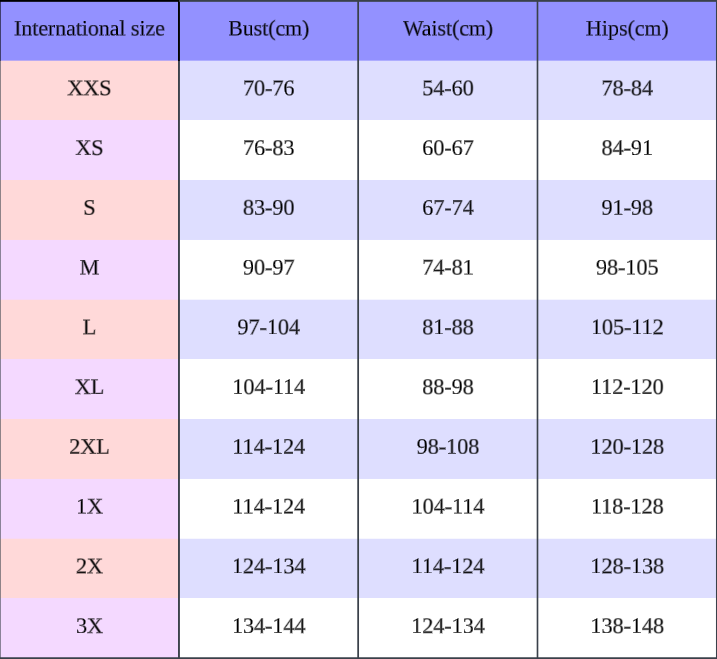 International size Bust(cm) Waist(cm) Hips(cm)
XXS 70-76 54-60 78-84
XS 76-83 60-67 84-91
S 83-90 67-74 91-98
M 90-97 74-81 98-105
L 97-104 81-88 105-112
XL 104-114 88-98 112-120
2XL 114-124 98-108 120-128
1X 114-124 104-114 118-128
2X 124-134 114-124 128-138
3X 134-144 124-134 138-148